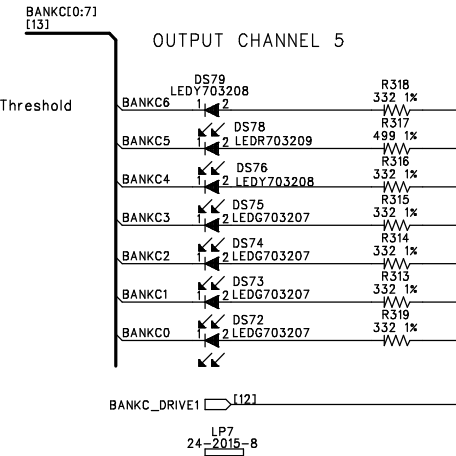 BANKC[0:7]
[13]
OUTPUT CHANNEL 5
Threshold
DS79
LEDY703208
R318
332 1%
BANKC6 1 2
R317
499 1%
DS78
BANKC5 1 2 LEDR703209
R316
332 1%
DS76
BANKC4 1 2 LEDY703208
R315
332 1%
DS75
BANKC3 1 2 LEDG703207
R314
332 1%
DS74
BANKC2 1 2 LEDG703207
R313
332 1%
DS73
BANKC1 1 2 LEDG703207
R319
332 1%
DS72
BANKC0 1 2 LEDG703207
BANKC_DRIVE1 [12]
LP7
24-2015-8